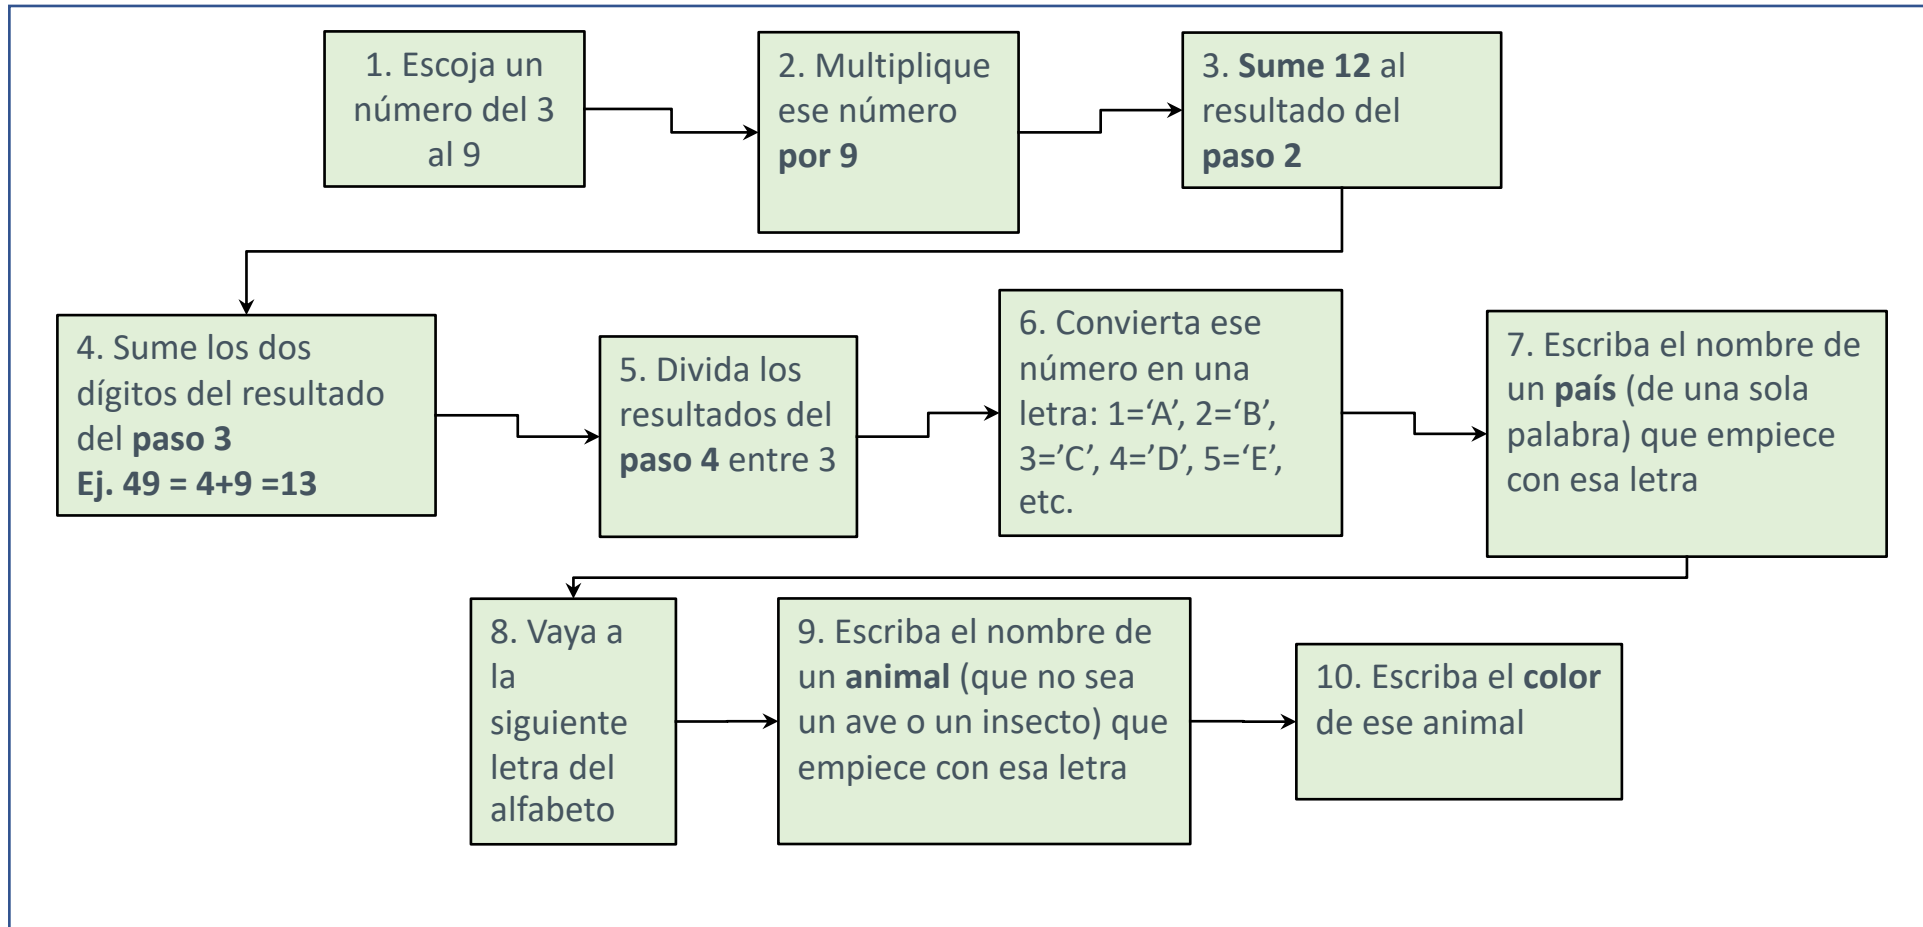 1. Escoja un
número del 3
al 9
2. Multiplique
ese número
por 9
3. Sume 12 al
resultado del
paso 2
4. Sume los dos
dígitos del resultado
del paso 3
Ej. 49 = 4+9 =13
5. Divida los
resultados del
paso 4 entre 3
6. Convierta ese
número en una
letra: 1=‘A’, 2=‘B’,
3=’C’, 4=’D’, 5=‘E’,
etc.
7. Escriba el nombre de
un país (de una sola
palabra) que empiece
con esa letra
8. Vaya a
la
siguiente
letra del
alfabeto
9. Escriba el nombre de
un animal (que no sea
un ave o un insecto) que
empiece con esa letra
10. Escriba el color
de ese animal